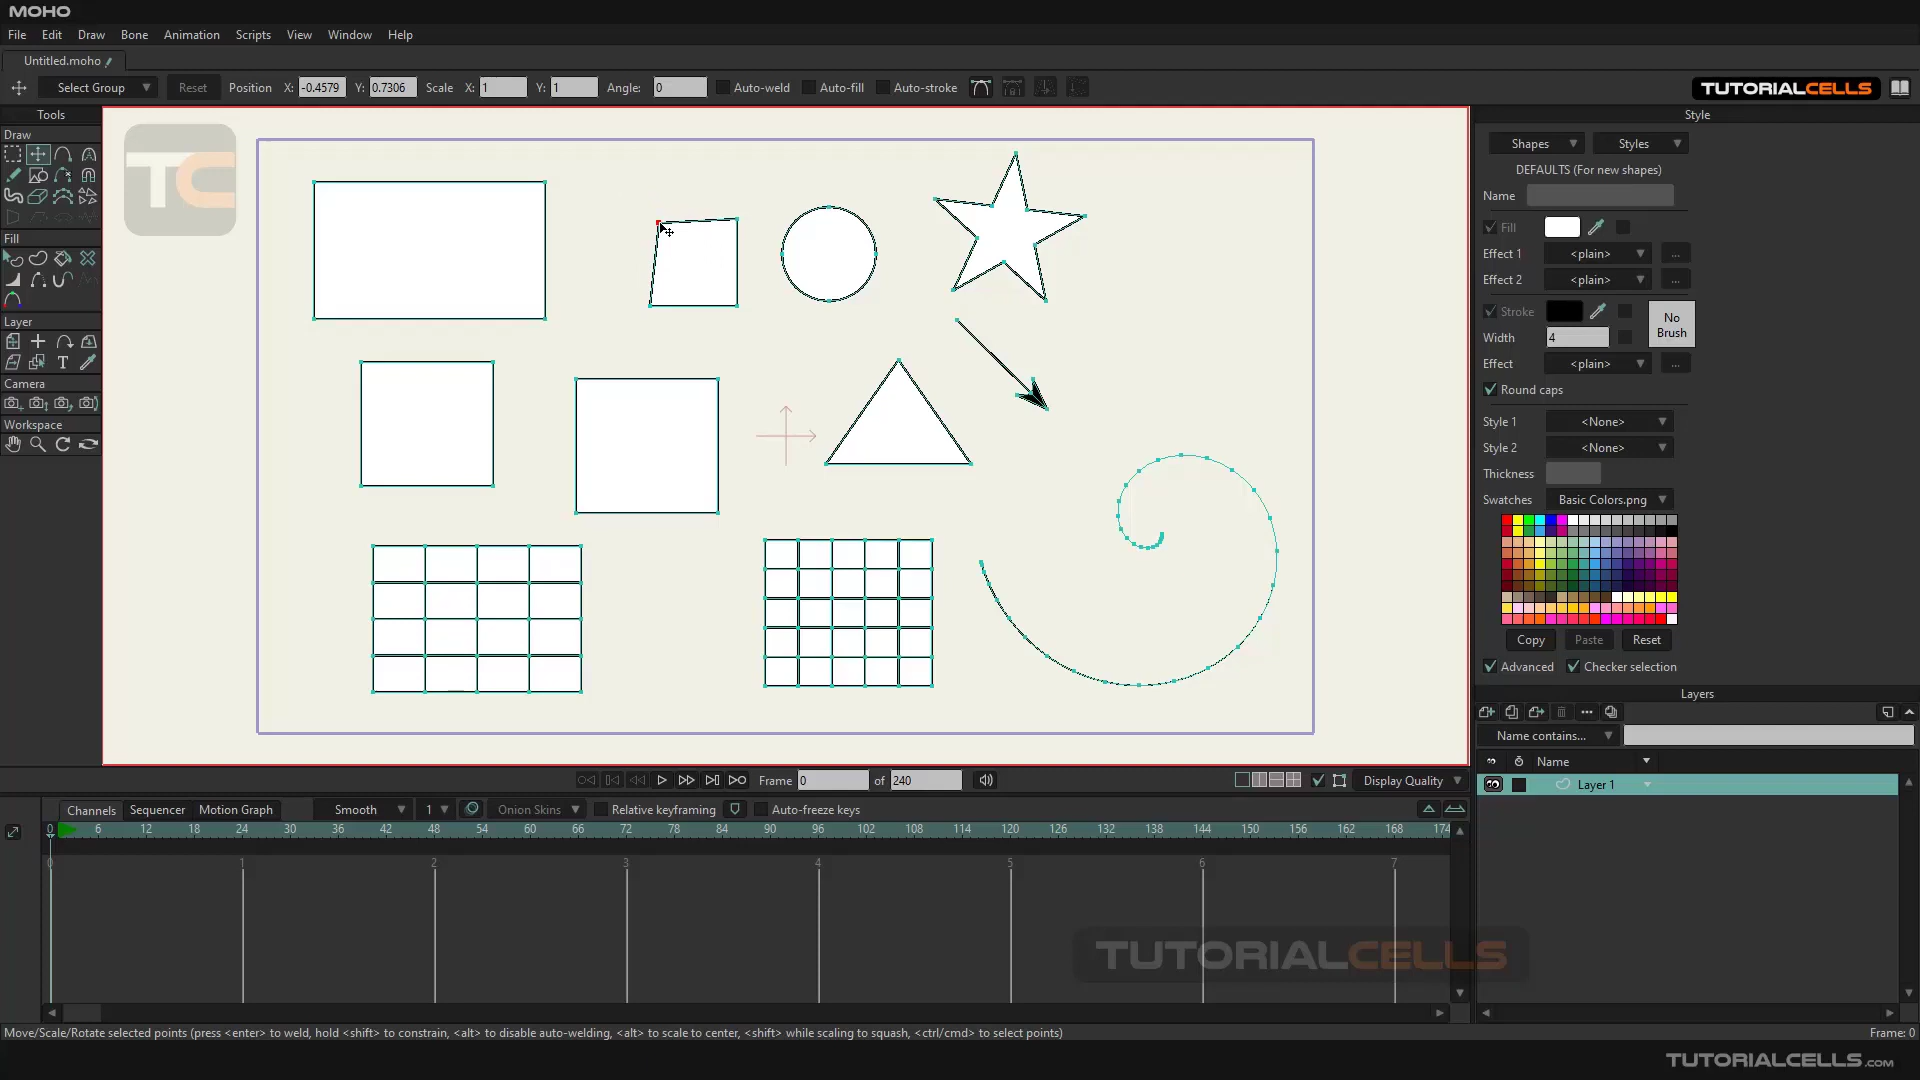 MOHO
File Edit Draw Bone Animation Scripts View Window Help
Untitled.moho
Select Group Reset Position X: -0.4579 Y: 0.7306 Scale X: 1 Y: 1 Angle: 0 Auto-weld Auto-fill Auto-stroke TUTORIALCELLS
Tools
Style
TC
Draw
Shapes Styles
DEFAULTS (For new shapes)
Name
Fill
Fill
Effect 1 <plain> ...
Effect 2 <plain> ...
Stroke
No Brush
Layer
Width 4
T
Effect <plain> ...
Camera
Round caps
Workspace
Style 1 <None>
Style 2 <None>
Thickness
Swatches Basic Colors.png
Copy Paste Reset
Advanced Checker selection
Layers
Name contains...
Name
Frame 0 of 240 Display Quality
Layer 1
Channels Sequencer Motion Graph Smooth 1 Onion Skins Relative keyframing Auto-freeze keys
0 6 12 18 24 30 36 42 48 54 60 66 72 78 84 90 96 102 108 114 120 126 132 138 144 150 156 162 168 174
0 1 2 3 4 5 6 7
TUTORIALCELLS
Move/Scale/Rotate selected points (press <enter> to weld, hold <shift> to constrain, <alt> to disable auto-welding, <alt> to scale to center, <shift> while scaling to squash, <ctrl/cmd> to select points) Frame: 0
TUTORIALCELLS.COM